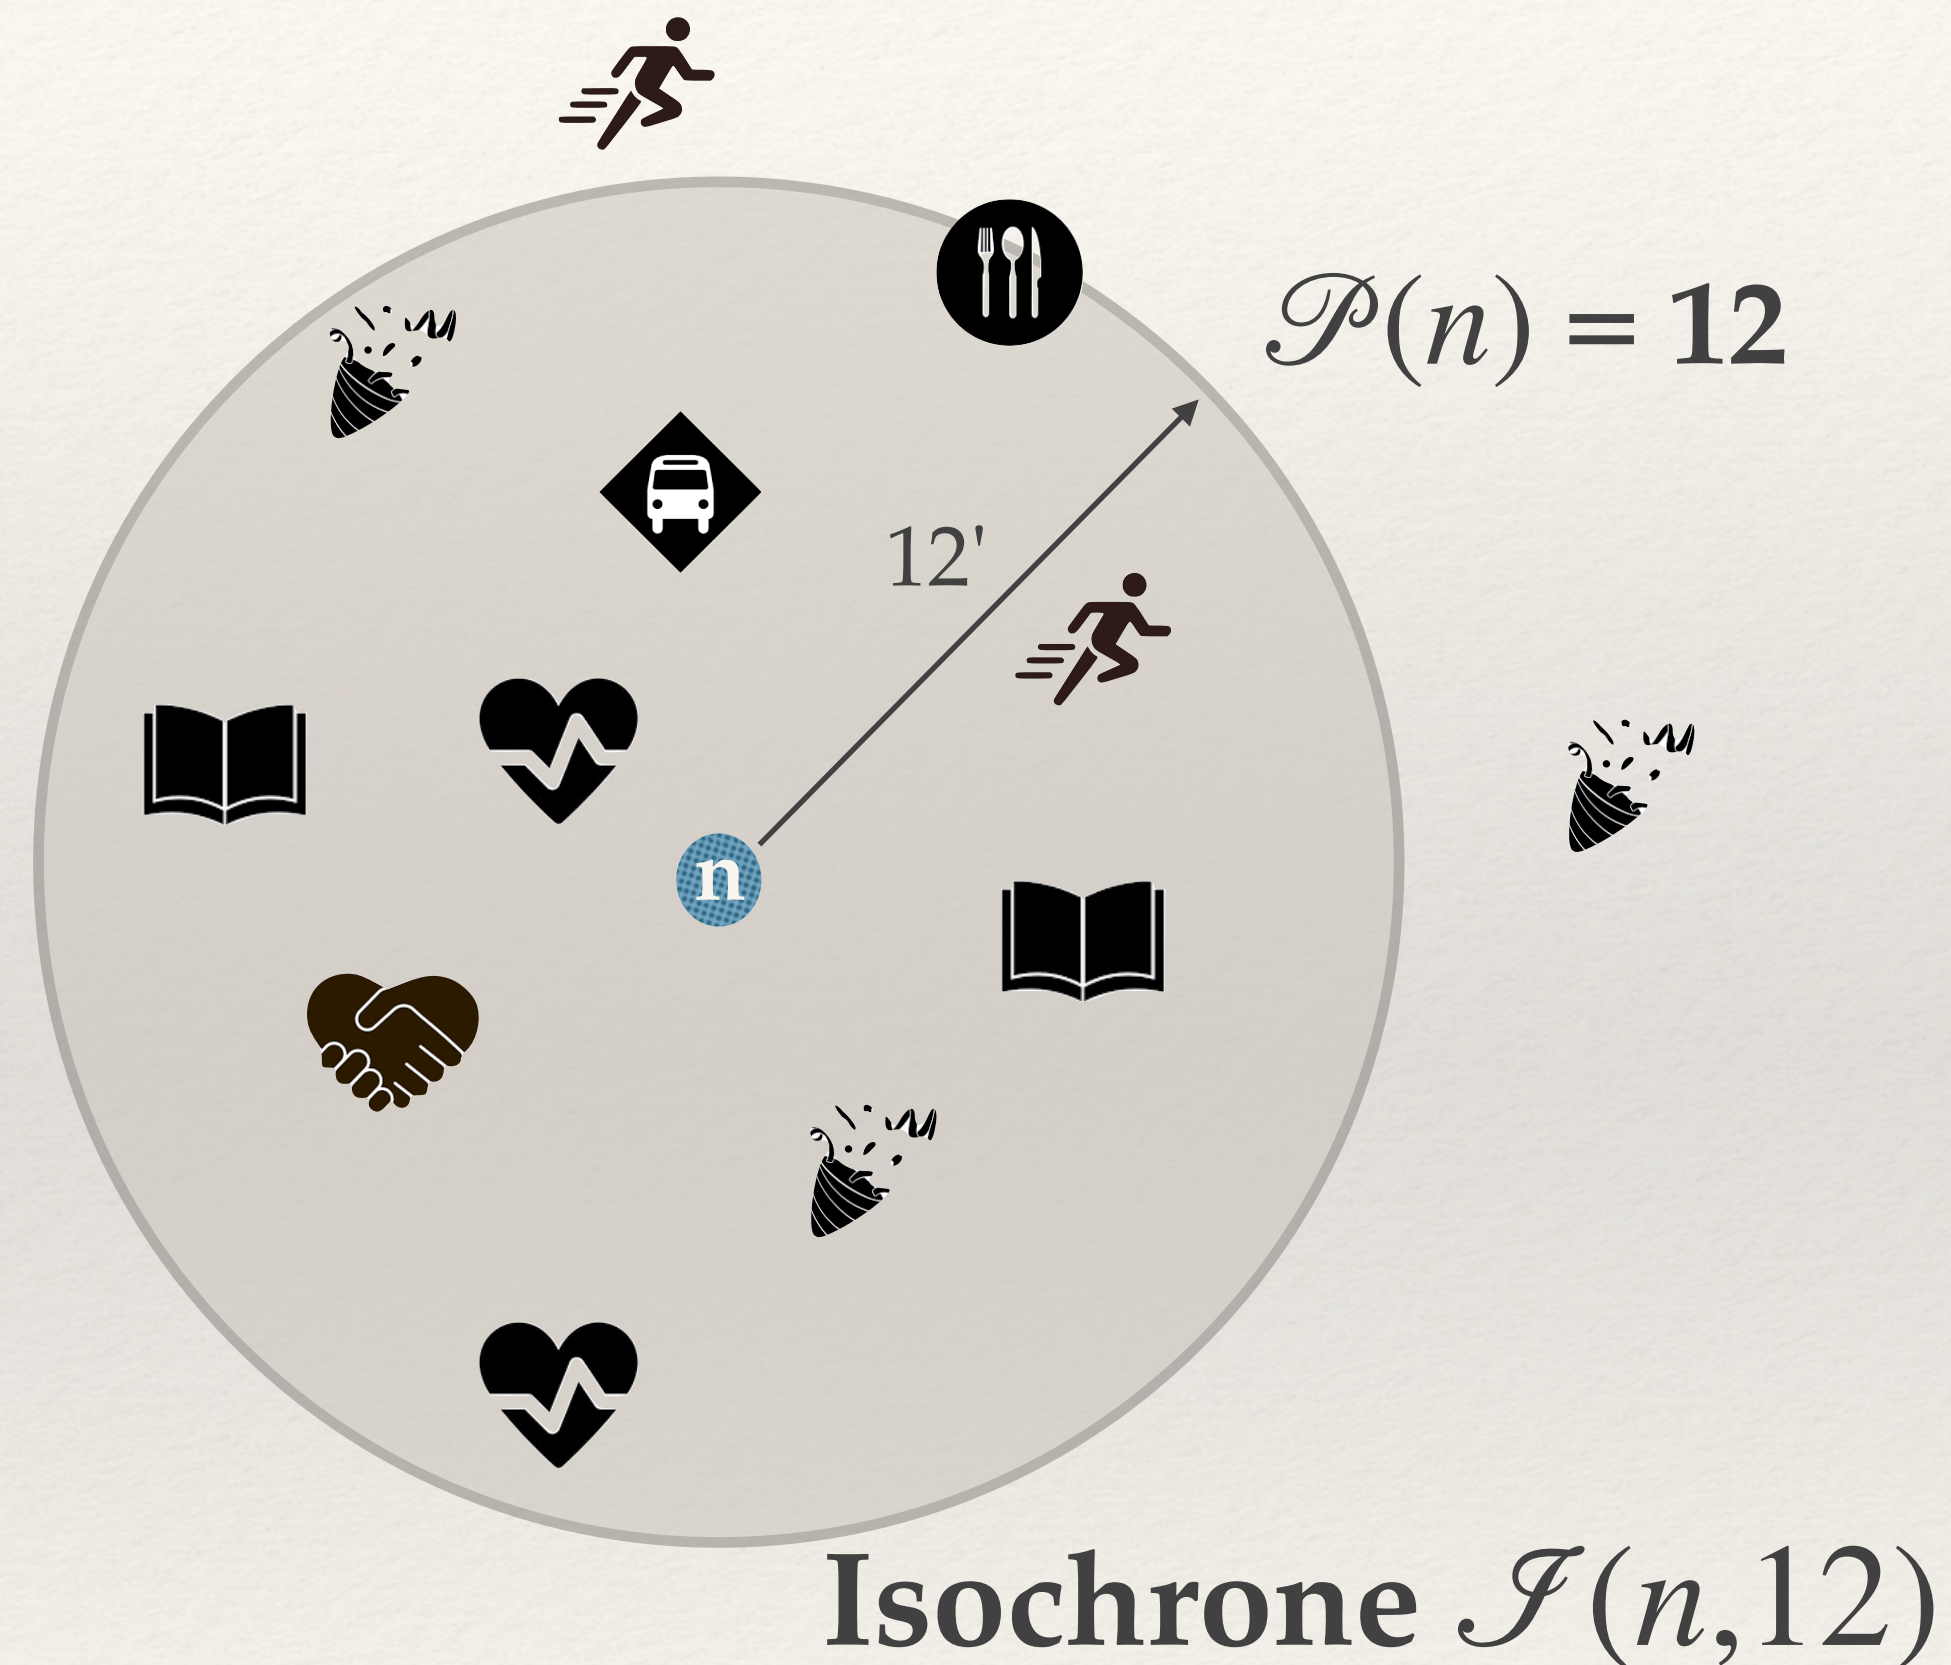 𝒫(n) = 12
12'
n
Isochrone ℐ(n,12)